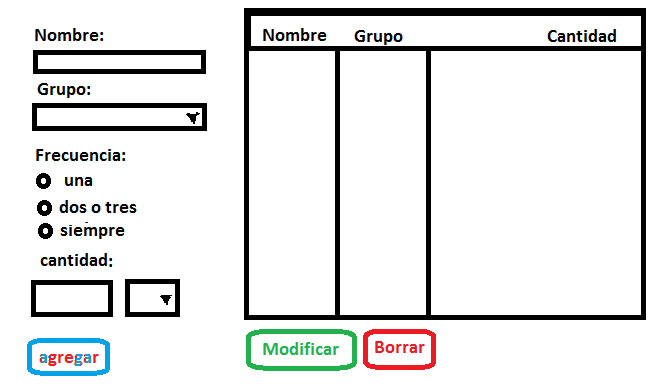 Nombre:
Grupo:
Frecuencia:
una
dos o tres
siempre
cantidad:
agregar
Nombre Grupo Cantidad
Modificar Borrar